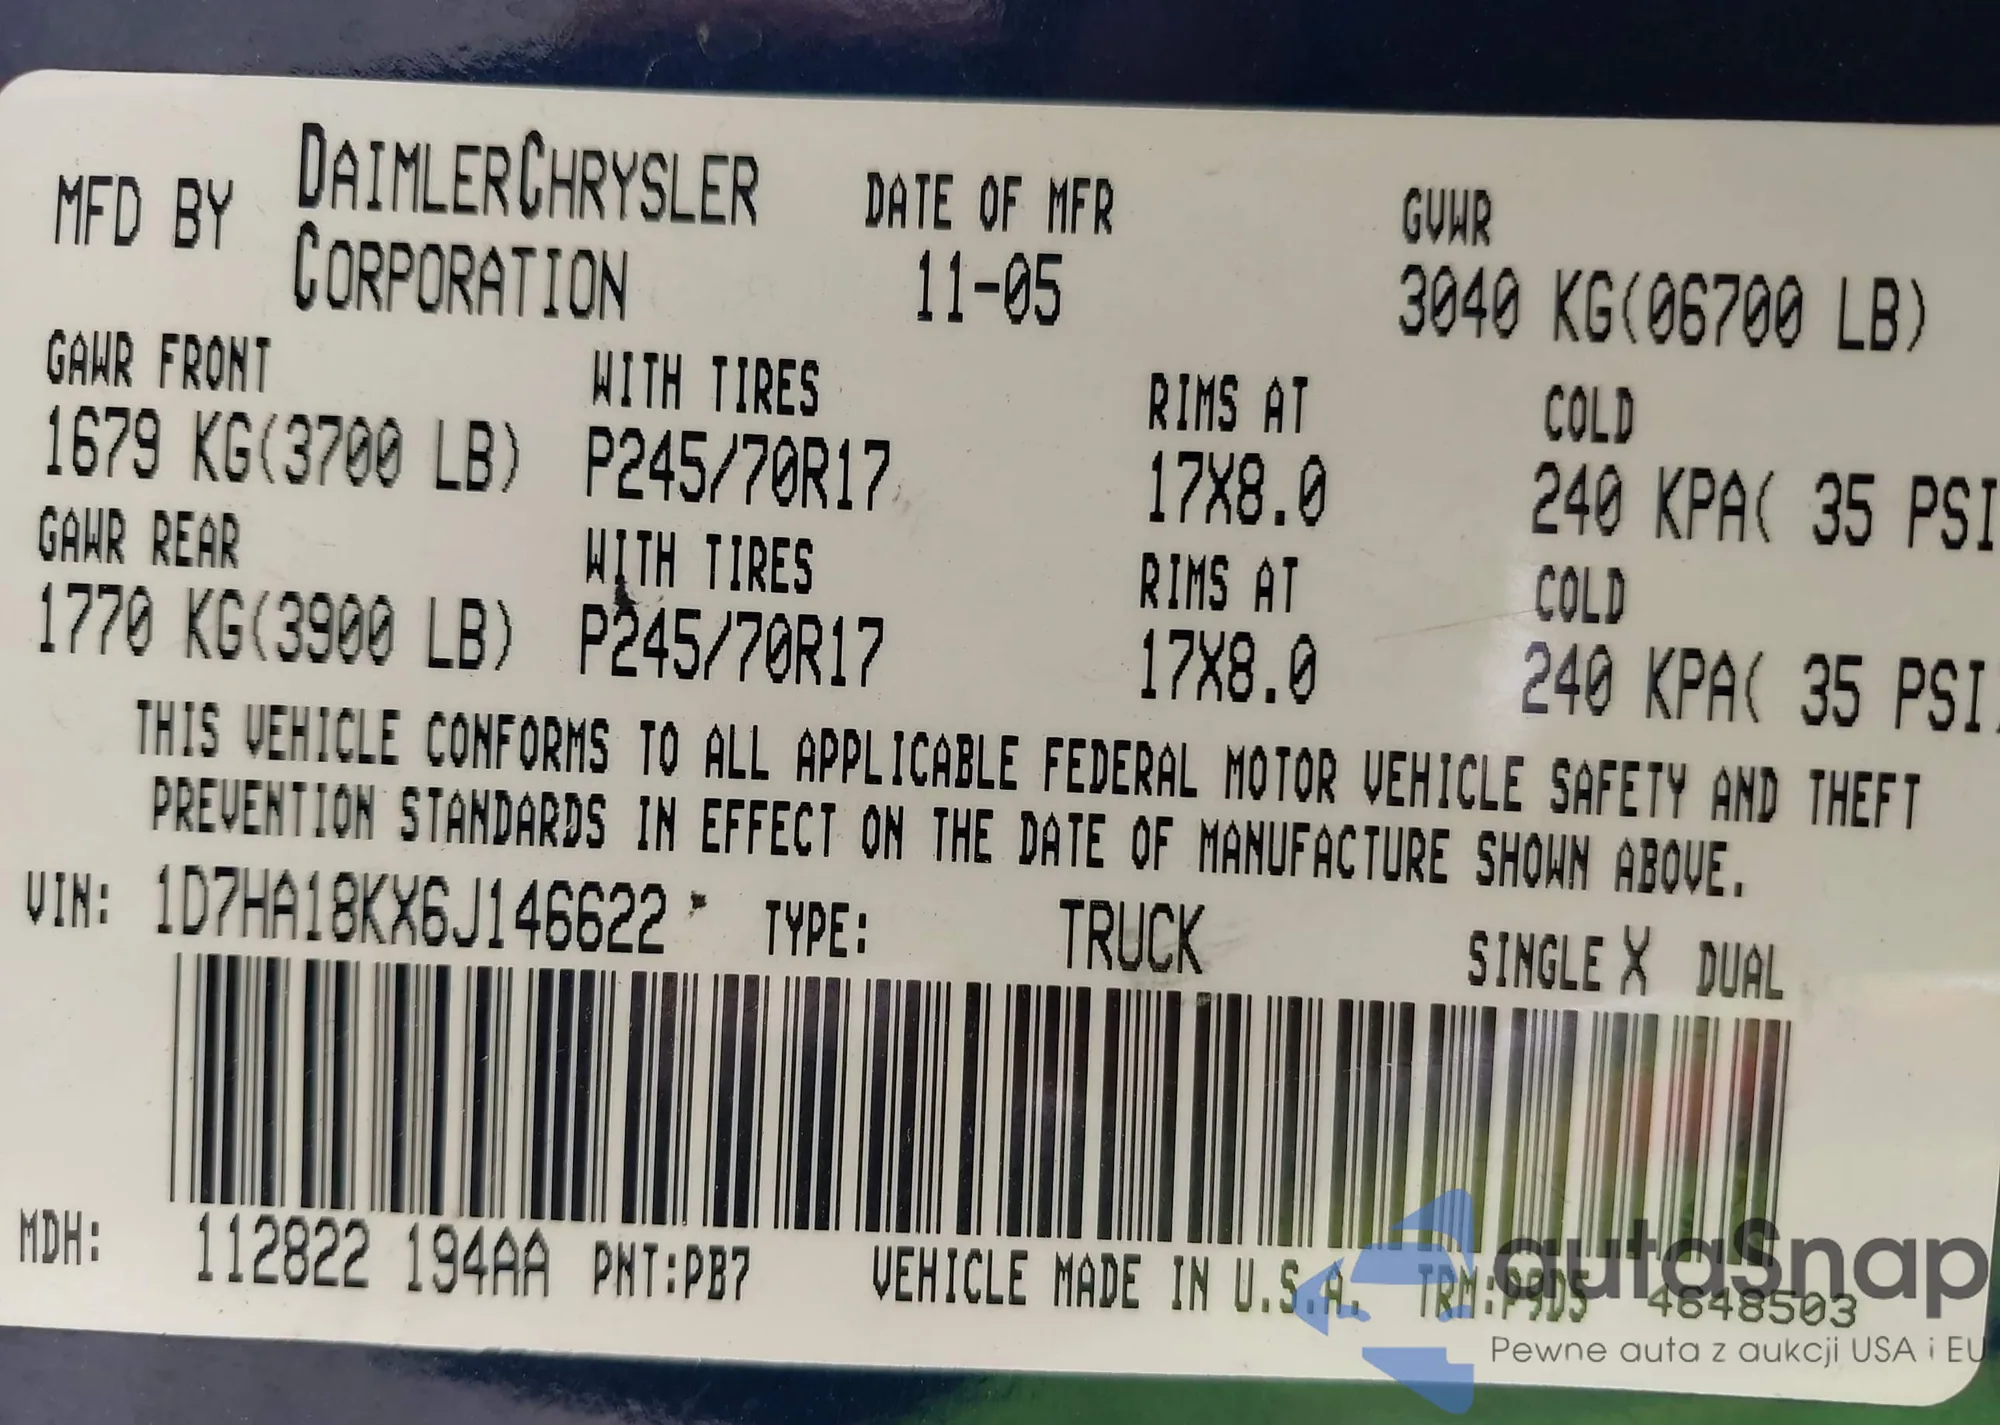 MFD BY DAIMLERCHRYSLER CORPORATION
DATE OF MFR
11-05
GVWR
3040 KG(06700 LB)
GAWR FRONT WITH TIRES RIMS AT COLD
1679 KG(3700 LB) P245/70R17 17X8.0 240 KPA( 35 PSI
GAWR REAR WITH TIRES RIMS AT COLD
1770 KG(3900 LB) P245/70R17 17X8.0 240 KPA( 35 PSI)
THIS VEHICLE CONFORMS TO ALL APPLICABLE FEDERAL MOTOR VEHICLE SAFETY AND THEFT
PREVENTION STANDARDS IN EFFECT ON THE DATE OF MANUFACTURE SHOWN ABOVE.
VIN: 1D7HA18KX6J146622 TYPE: TRUCK SINGLE X DUAL
MDH: 112822 194AA PNT:PB7 VEHICLE MADE IN U.S.A. TRM:P9D5 4648503
autaSnap
Pewne auta z aukcji USA i EU